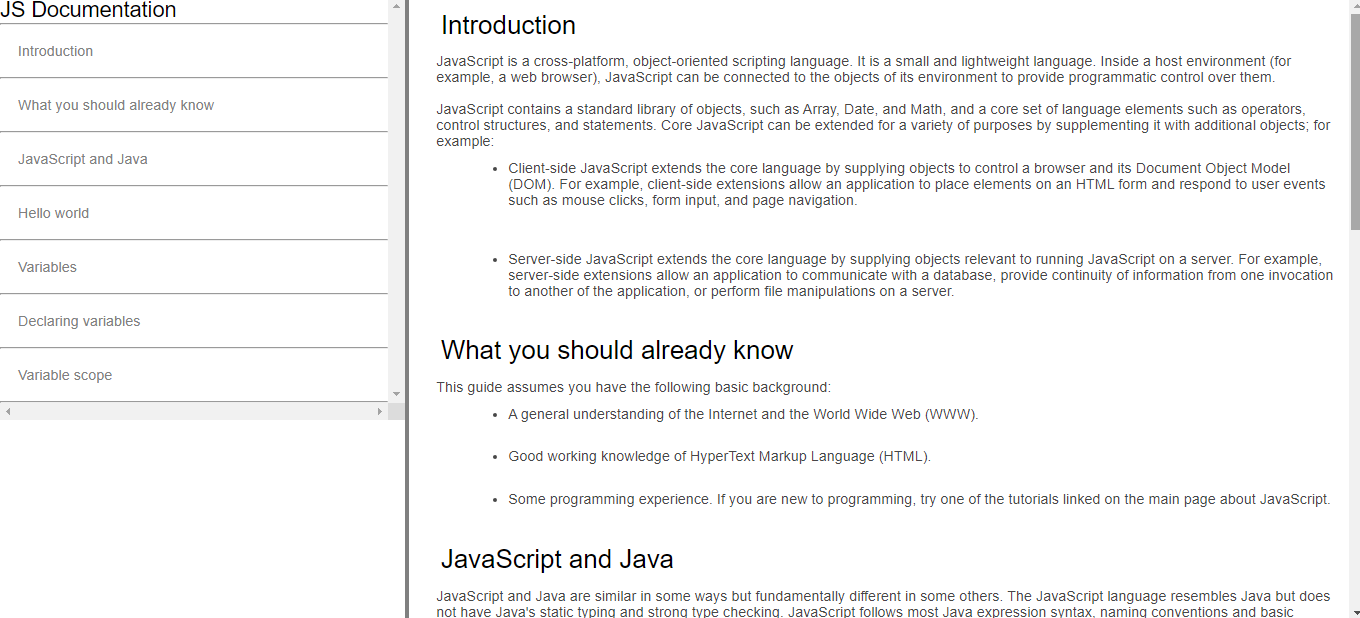 JS Documentation
Introduction
What you should already know
JavaScript and Java
Hello world
Variables
Declaring variables
Variable scope
Introduction
JavaScript is a cross-platform, object-oriented scripting language. It is a small and lightweight language. Inside a host environment (for
example, a web browser), JavaScript can be connected to the objects of its environment to provide programmatic control over them.
JavaScript contains a standard library of objects, such as Array, Date, and Math, and a core set of language elements such as operators,
control structures, and statements. Core JavaScript can be extended for a variety of purposes by supplementing it with additional objects; for
example:
• Client-side JavaScript extends the core language by supplying objects to control a browser and its Document Object Model
(DOM). For example, client-side extensions allow an application to place elements on an HTML form and respond to user events
such as mouse clicks, form input, and page navigation.
• Server-side JavaScript extends the core language by supplying objects relevant to running JavaScript on a server. For example,
server-side extensions allow an application to communicate with a database, provide continuity of information from one invocation
to another of the application, or perform file manipulations on a server.
What you should already know
This guide assumes you have the following basic background:
• A general understanding of the Internet and the World Wide Web (WWW).
• Good working knowledge of HyperText Markup Language (HTML).
• Some programming experience. If you are new to programming, try one of the tutorials linked on the main page about JavaScript.
JavaScript and Java
JavaScript and Java are similar in some ways but fundamentally different in some others. The JavaScript language resembles Java but does
not have Java's static typing and strong type checking. JavaScript follows most Java expression syntax, naming conventions and basic